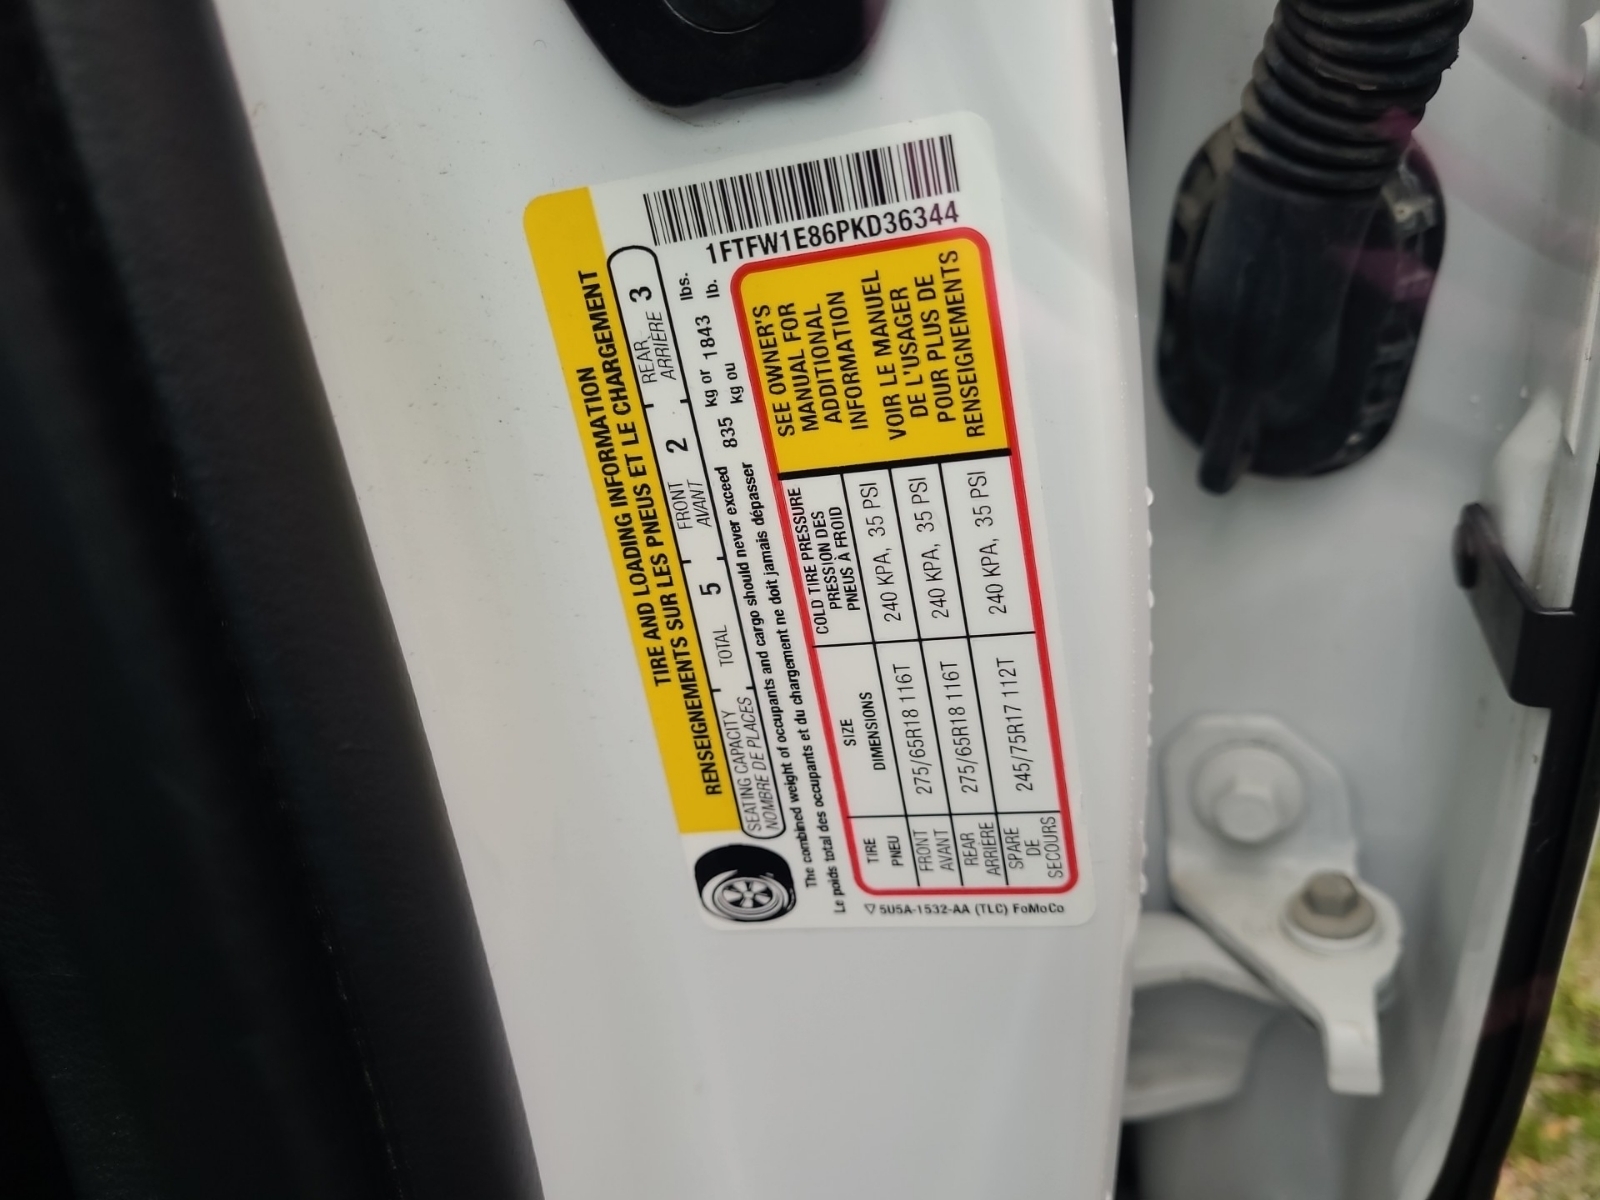 TIRE AND LOADING INFORMATION
RENSEIGNEMENTS SUR LES PNEUS ET LE CHARGEMENT
SEATING CAPACITY TOTAL 5 FRONT 2 REAR 3
NOMBRE DE PLACES AVANT ARRIÈRE
The combined weight of occupants and cargo should never exceed 835 kg or 1843 lbs.
Le poids total des occupants et du chargement ne doit jamais dépasser kg ou lb.
1FTFW1E86PKD36344
TIRE SIZE COLD TIRE PRESSURE
PNEU DIMENSIONS PRESSION DES
PNEUS À FROID
FRONT 275/65R18 116T 240 KPA, 35 PSI
AVANT
REAR 275/65R18 116T 240 KPA, 35 PSI
ARRIÈRE
SPARE 245/75R17 112T 240 KPA, 35 PSI
DE
SECOURS
SEE OWNER'S
MANUAL FOR
ADDITIONAL
INFORMATION
VOIR LE MANUEL
DE L'USAGER
POUR PLUS DE
RENSEIGNEMENTS
5U5A-1532-AA (TLC) FoMoCo